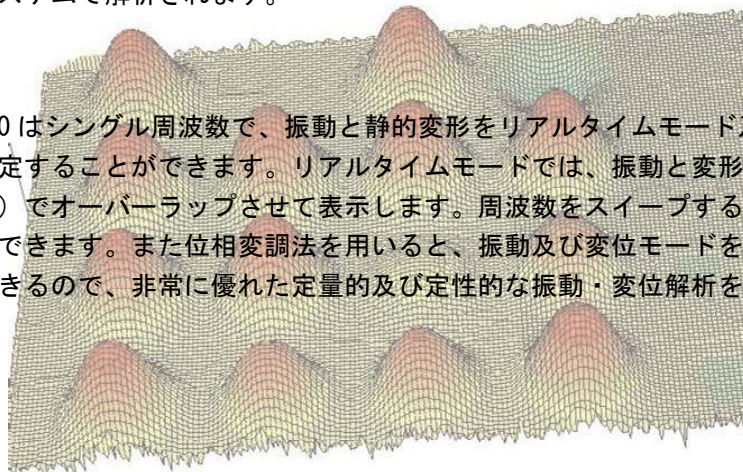 ステムで解析されます。
0 はシングル周波数で、振動と静的変形をリアルタイムモード
定することができます。リアルタイムモードでは、振動と変形
）でオーバーラップさせて表示します。周波数をスイープする
できます。また位相変調法を用いると、振動及び変位モードを
きるので、非常に優れた定量的及び定性的な振動・変位解析を